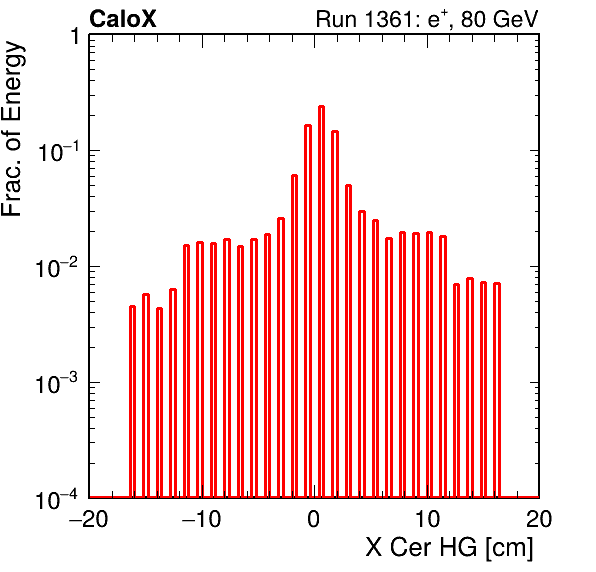 CaloX Run 1361: e⁺, 80 GeV
Frac. of Energy
1
10⁻¹
10⁻²
10⁻³
10⁻⁴
−20 −10 0 10 20
X Cer HG [cm]